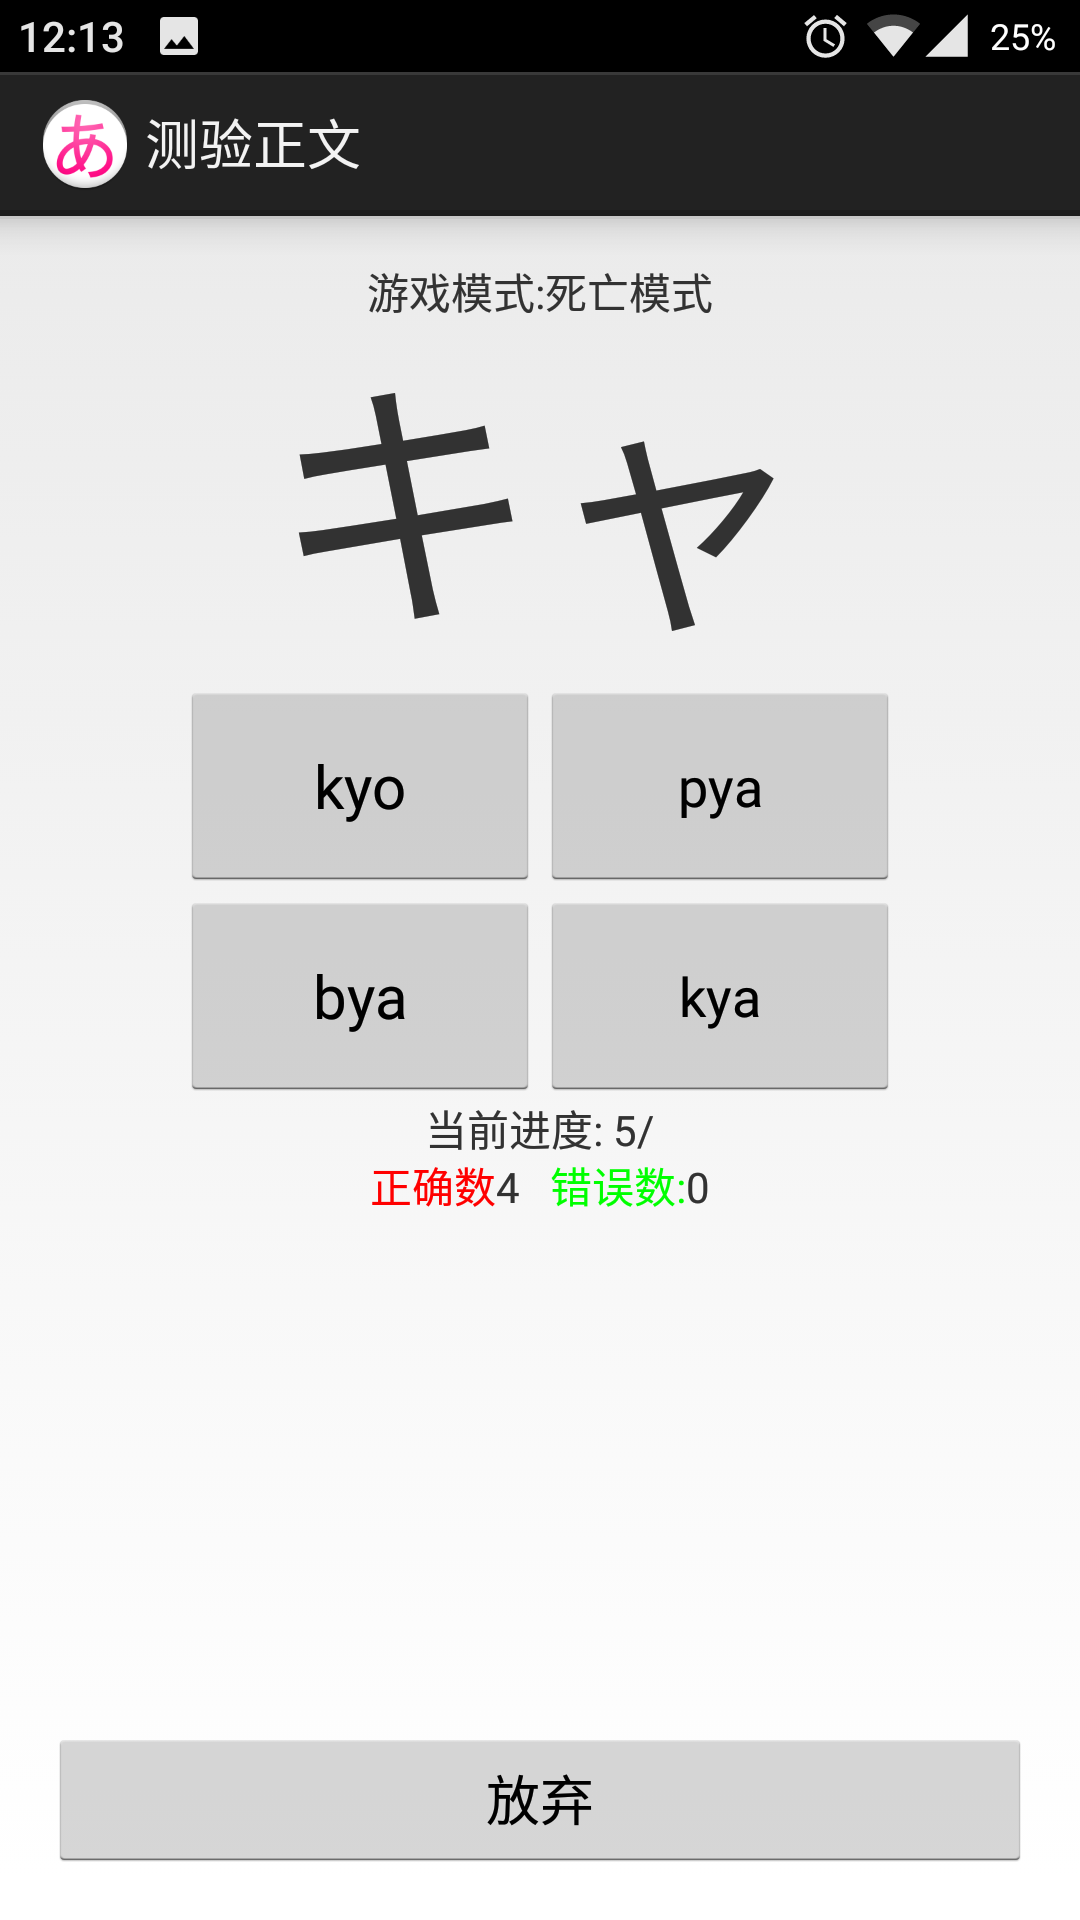 12:13 25%
あ 测验正文
游戏模式:死亡模式
キャ
kyo pya
bya kya
当前进度: 5/
正确数4 错误数:0
放弃